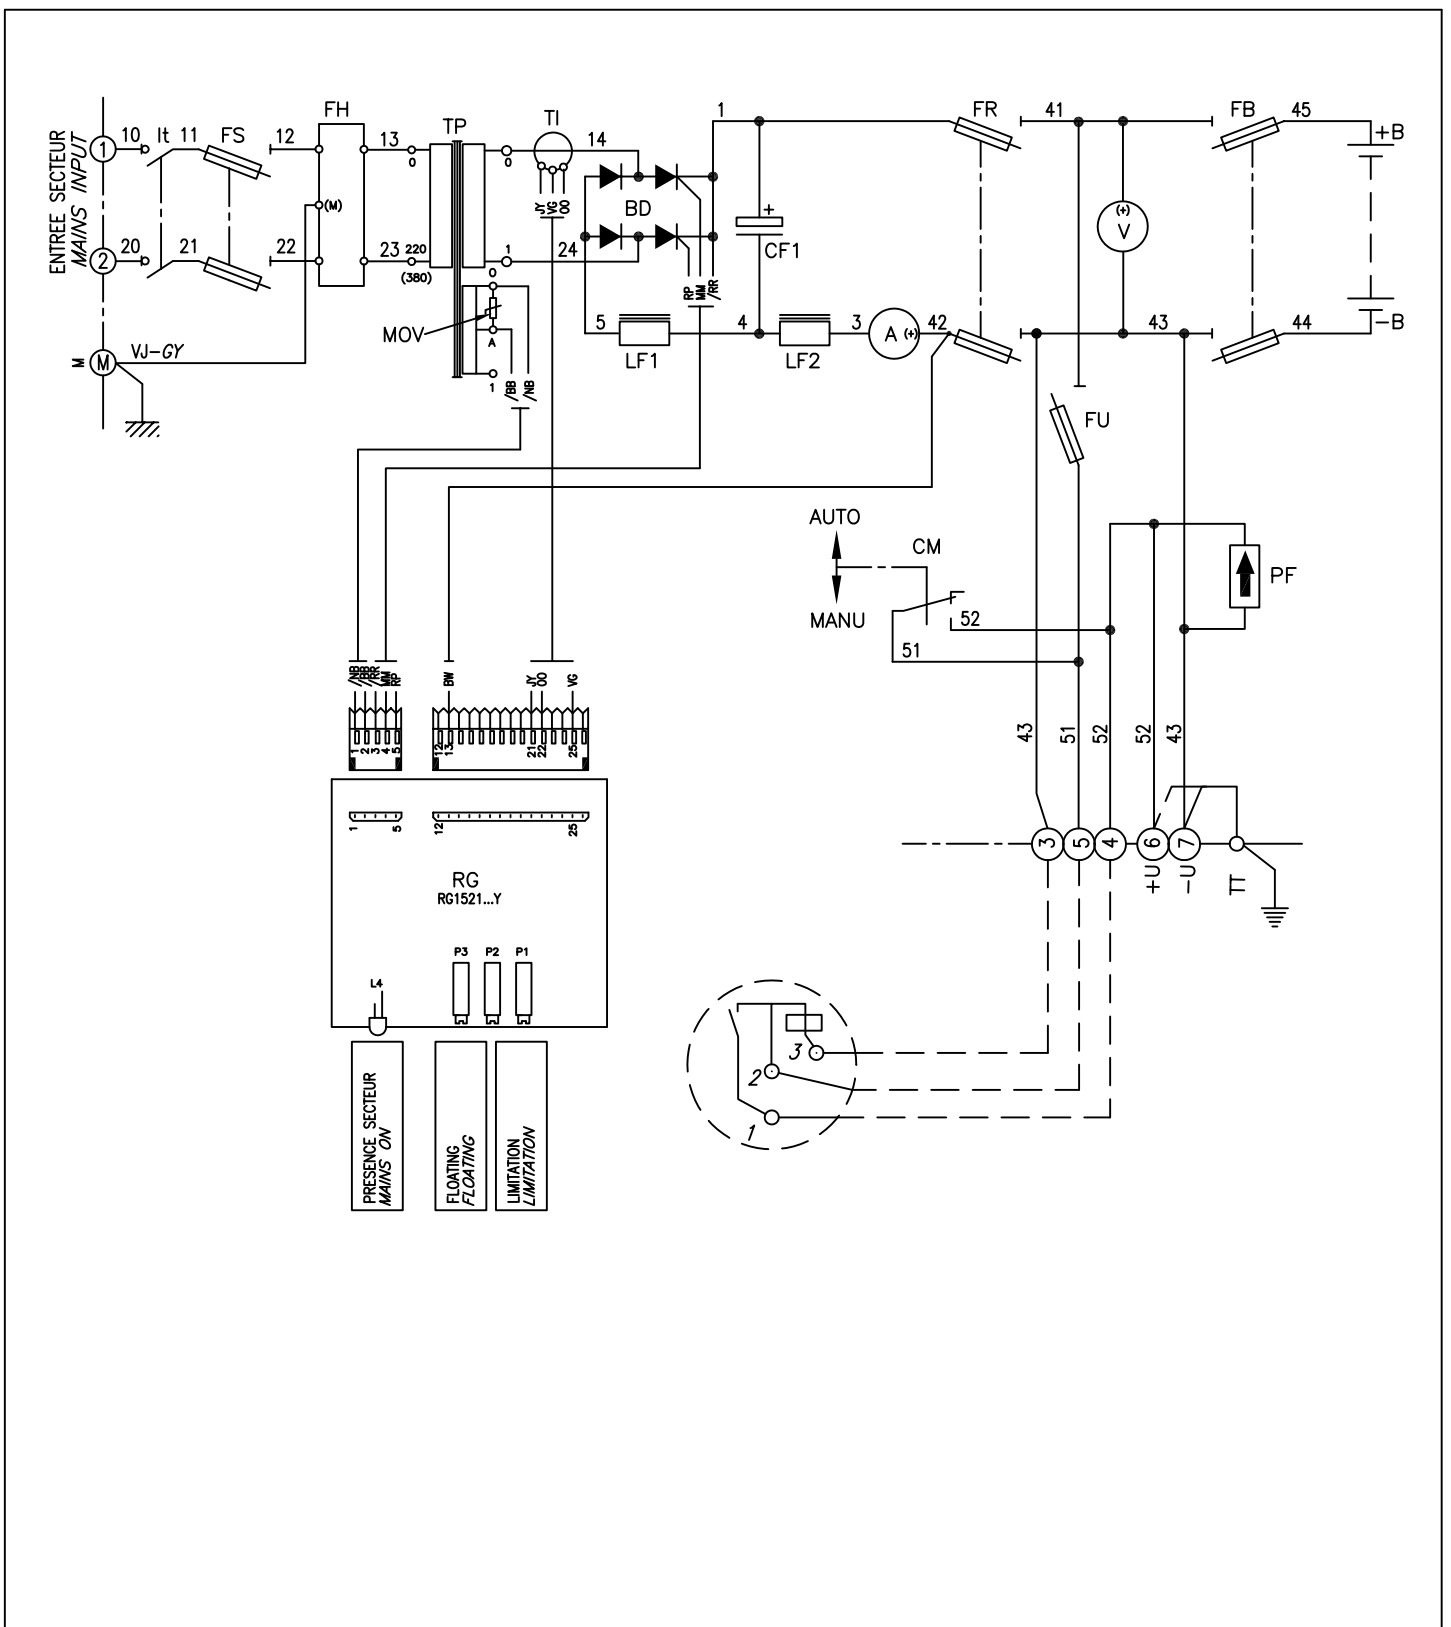 ENTREE SECTEUR
MAINS INPUT
1
10
It
11
FS
12
FH
13
0
TP
0
TI
14
1
FR
41
FB
45
+B
(M)
JY
VG
OO
BD
+
CF1
(+)
V
2
20
21
22
23
220
(380)
1
24
0
RP
MM
/RR
MOV
A
1
/BB
/NB
5
LF1
4
LF2
3
A (+)
42
43
44
-B
M
M
VJ-GY
FU
AUTO
CM
MANU
52
51
PF
/NB
/BB
/RR
MM
RP
BW
JY
OO
VG
1
2
3
4
5
12
13
21
22
25
43
51
52
52
43
1
5
12
25
3
5
4
6
7
+U
-U
TT
RG
RG1521...Y
P3
P2
P1
L4
3
2
1
PRESENCE SECTEUR
MAINS ON
FLOATING
FLOATING
LIMITATION
LIMITATION